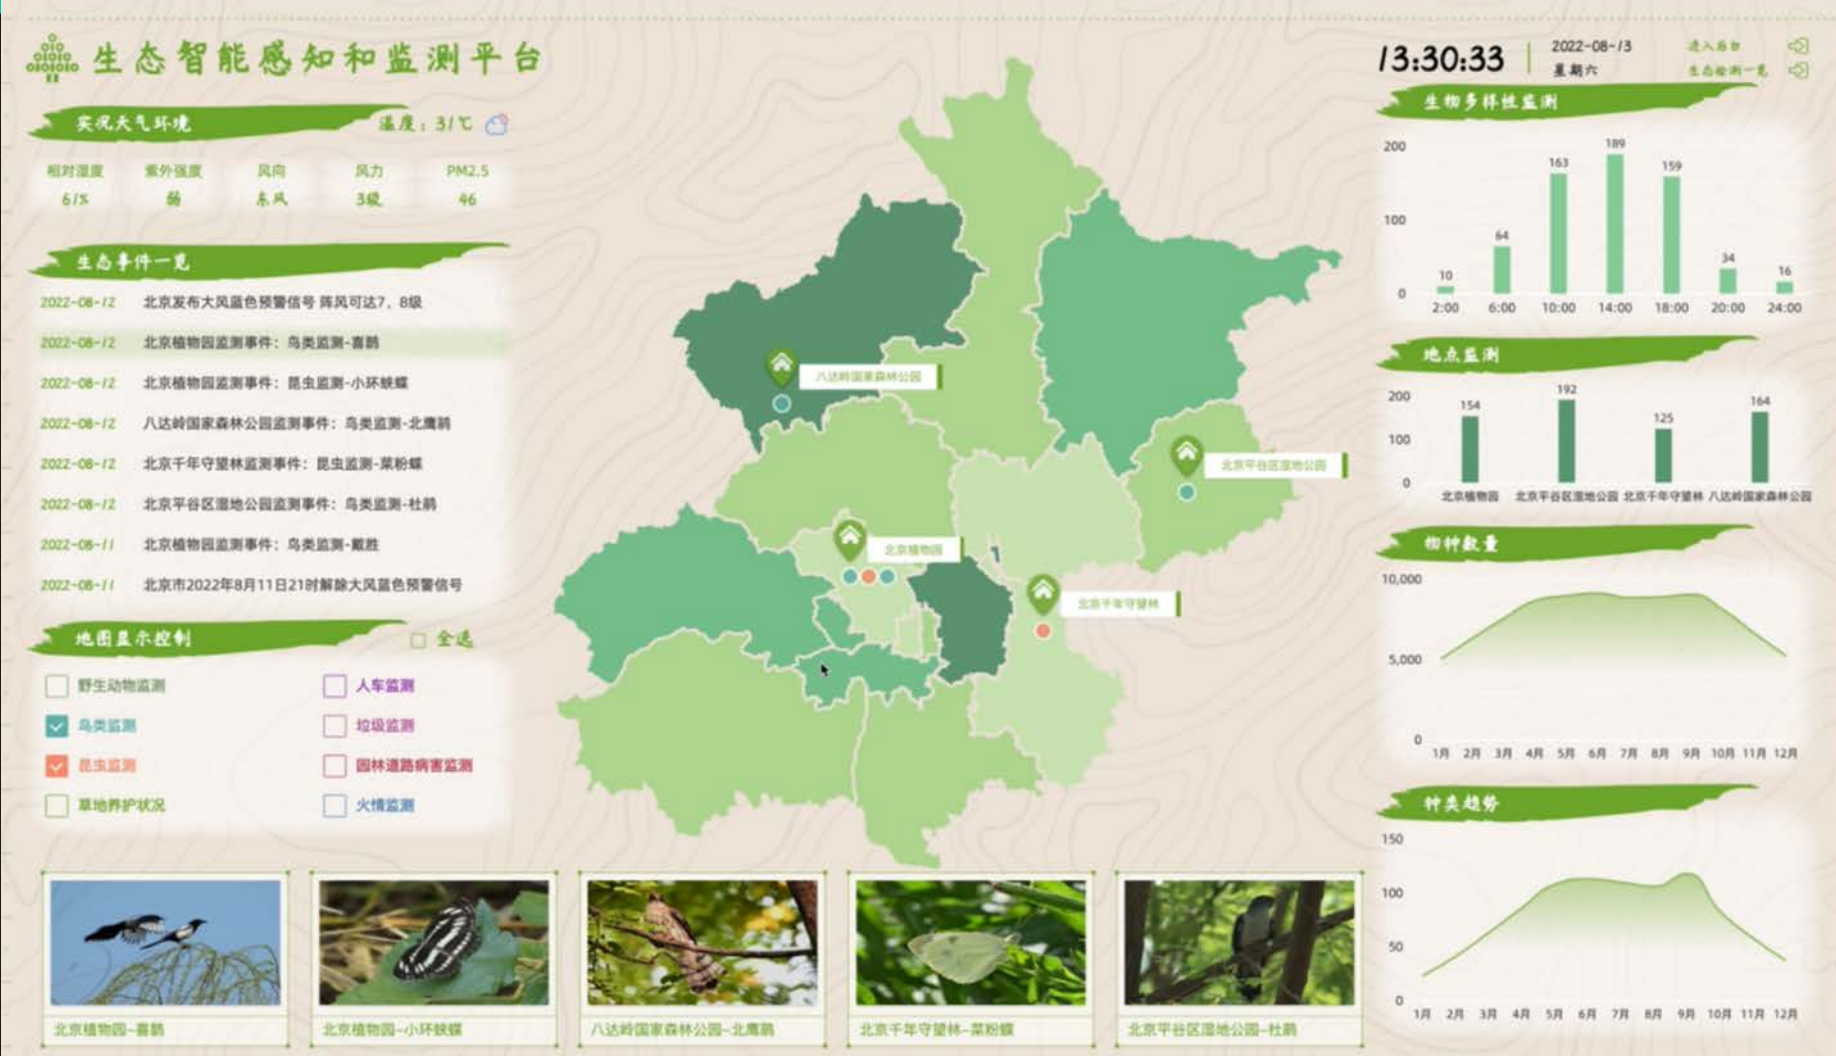 生态智能感知和监测平台
13:30:33
2022-08-13
星期六
进入后台
生态检测一览
实况天气环境
温度：31℃
相对湿度 紫外强度 风向 风力 PM2.5
61% 弱 东风 3级 46
生态事件一览
2022-08-12 北京发布大风蓝色预警信号 阵风可达7、8级
2022-08-12 北京植物园监测事件：鸟类监测-喜鹊
2022-08-12 北京植物园监测事件：昆虫监测-小环蛱蝶
2022-08-12 八达岭国家森林公园监测事件：鸟类监测-北鹰鹃
2022-08-12 北京千年守望林监测事件：昆虫监测-菜粉蝶
2022-08-12 北京平谷区湿地公园监测事件：鸟类监测-杜鹃
2022-08-11 北京植物园监测事件：鸟类监测-戴胜
2022-08-11 北京市2022年8月11日21时解除大风蓝色预警信号
地图显示控制
全选
野生动物监测 人车监测
鸟类监测 垃圾监测
昆虫监测 园林道路病害监测
草地养护状况 火情监测
八达岭国家森林公园
北京平谷区湿地公园
北京植物园
北京千年守望林
生物多样性监测
200
100
0
10 64 163 189 159 34 16
2:00 6:00 10:00 14:00 18:00 20:00 24:00
地点监测
200
100
0
154 192 125 164
北京植物园 北京平谷区湿地公园 北京千年守望林 八达岭国家森林公园
物种数量
10,000
5,000
0
1月 2月 3月 4月 5月 6月 7月 8月 9月 10月 11月 12月
种类趋势
150
100
50
0
1月 2月 3月 4月 5月 6月 7月 8月 9月 10月 11月 12月
北京植物园-喜鹊
北京植物园-小环蛱蝶
八达岭国家森林公园-北鹰鹃
北京千年守望林-菜粉蝶
北京平谷区湿地公园-杜鹃